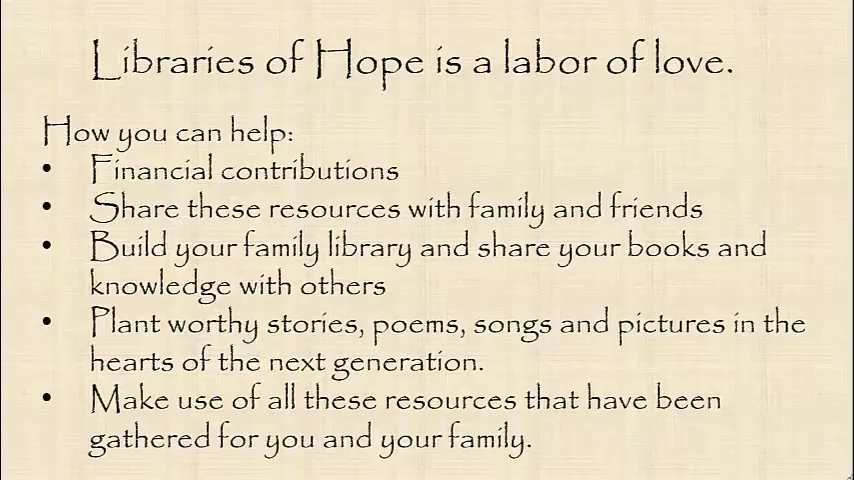 Libraries of Hope is a labor of love.
How you can help:
• Financial contributions
• Share these resources with family and friends
• Build your family library and share your books and
knowledge with others
• Plant worthy stories, poems, songs and pictures in the
hearts of the next generation.
• Make use of all these resources that have been
gathered for you and your family.